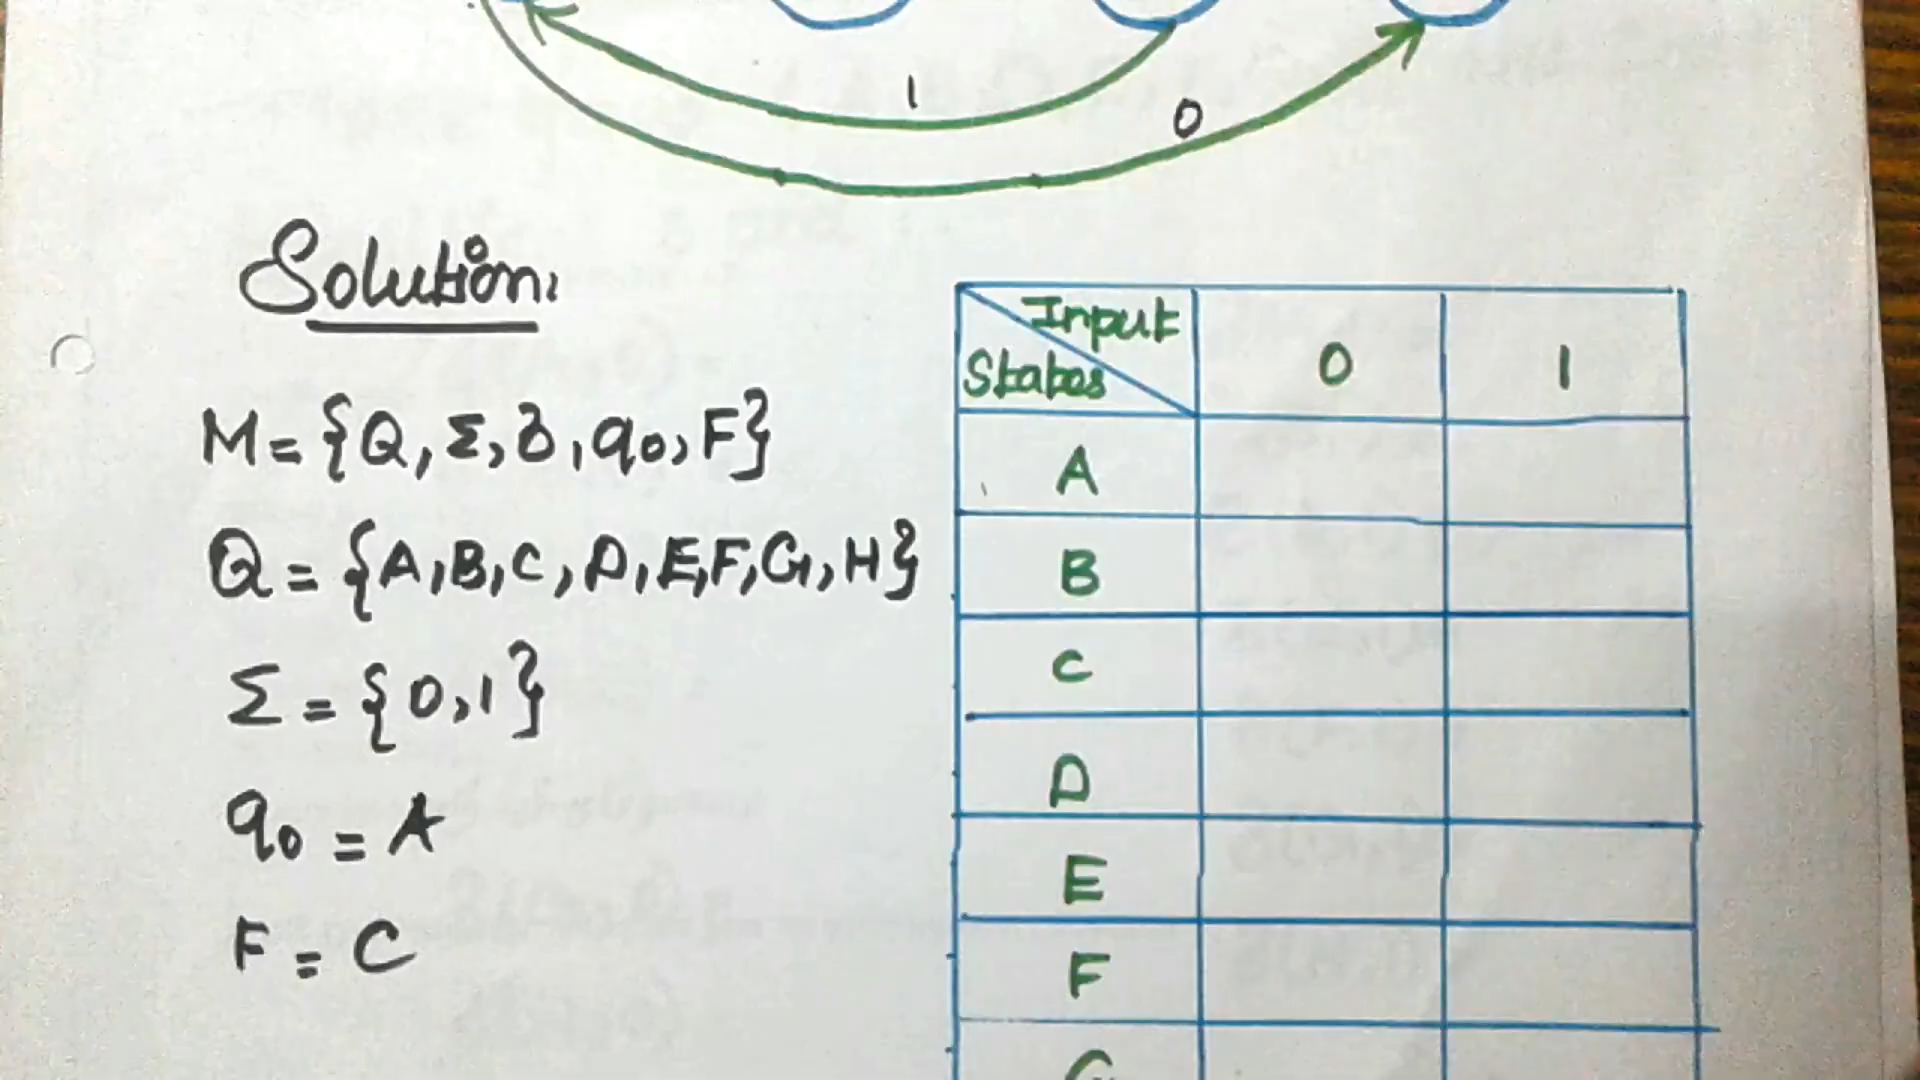 1
0
Solution:
M = {Q, Σ, δ, q0, F}
Q = {A, B, C, D, E, F, G, H}
Σ = {0, 1}
q0 = A
F = C
Input
States
0 1
A
B
C
D
E
F
G